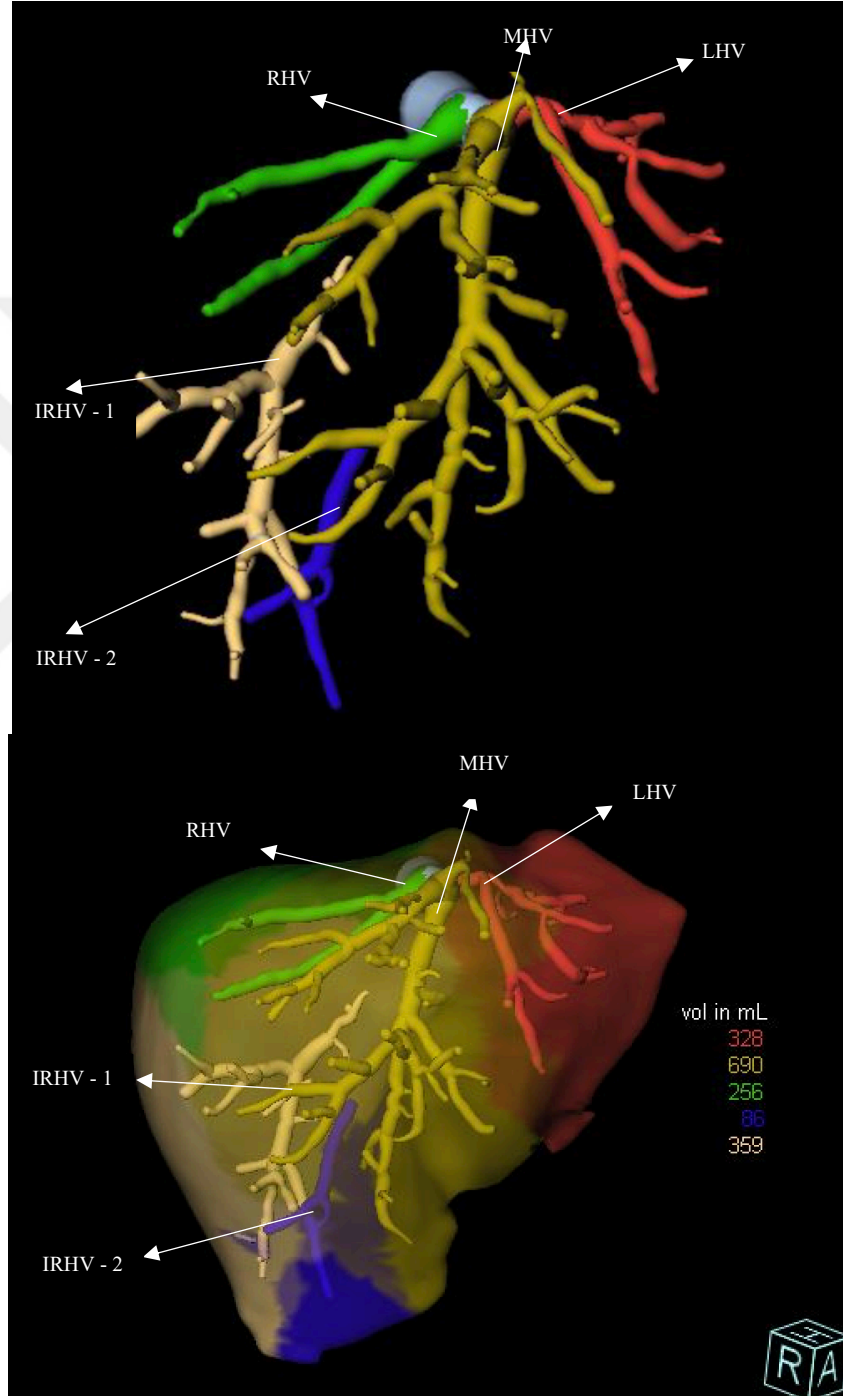 MHV
LHV
RHV
IRHV - 1
IRHV - 2
MHV
LHV
RHV
vol in mL
328
690
256
86
359
IRHV - 1
IRHV - 2
H
R A